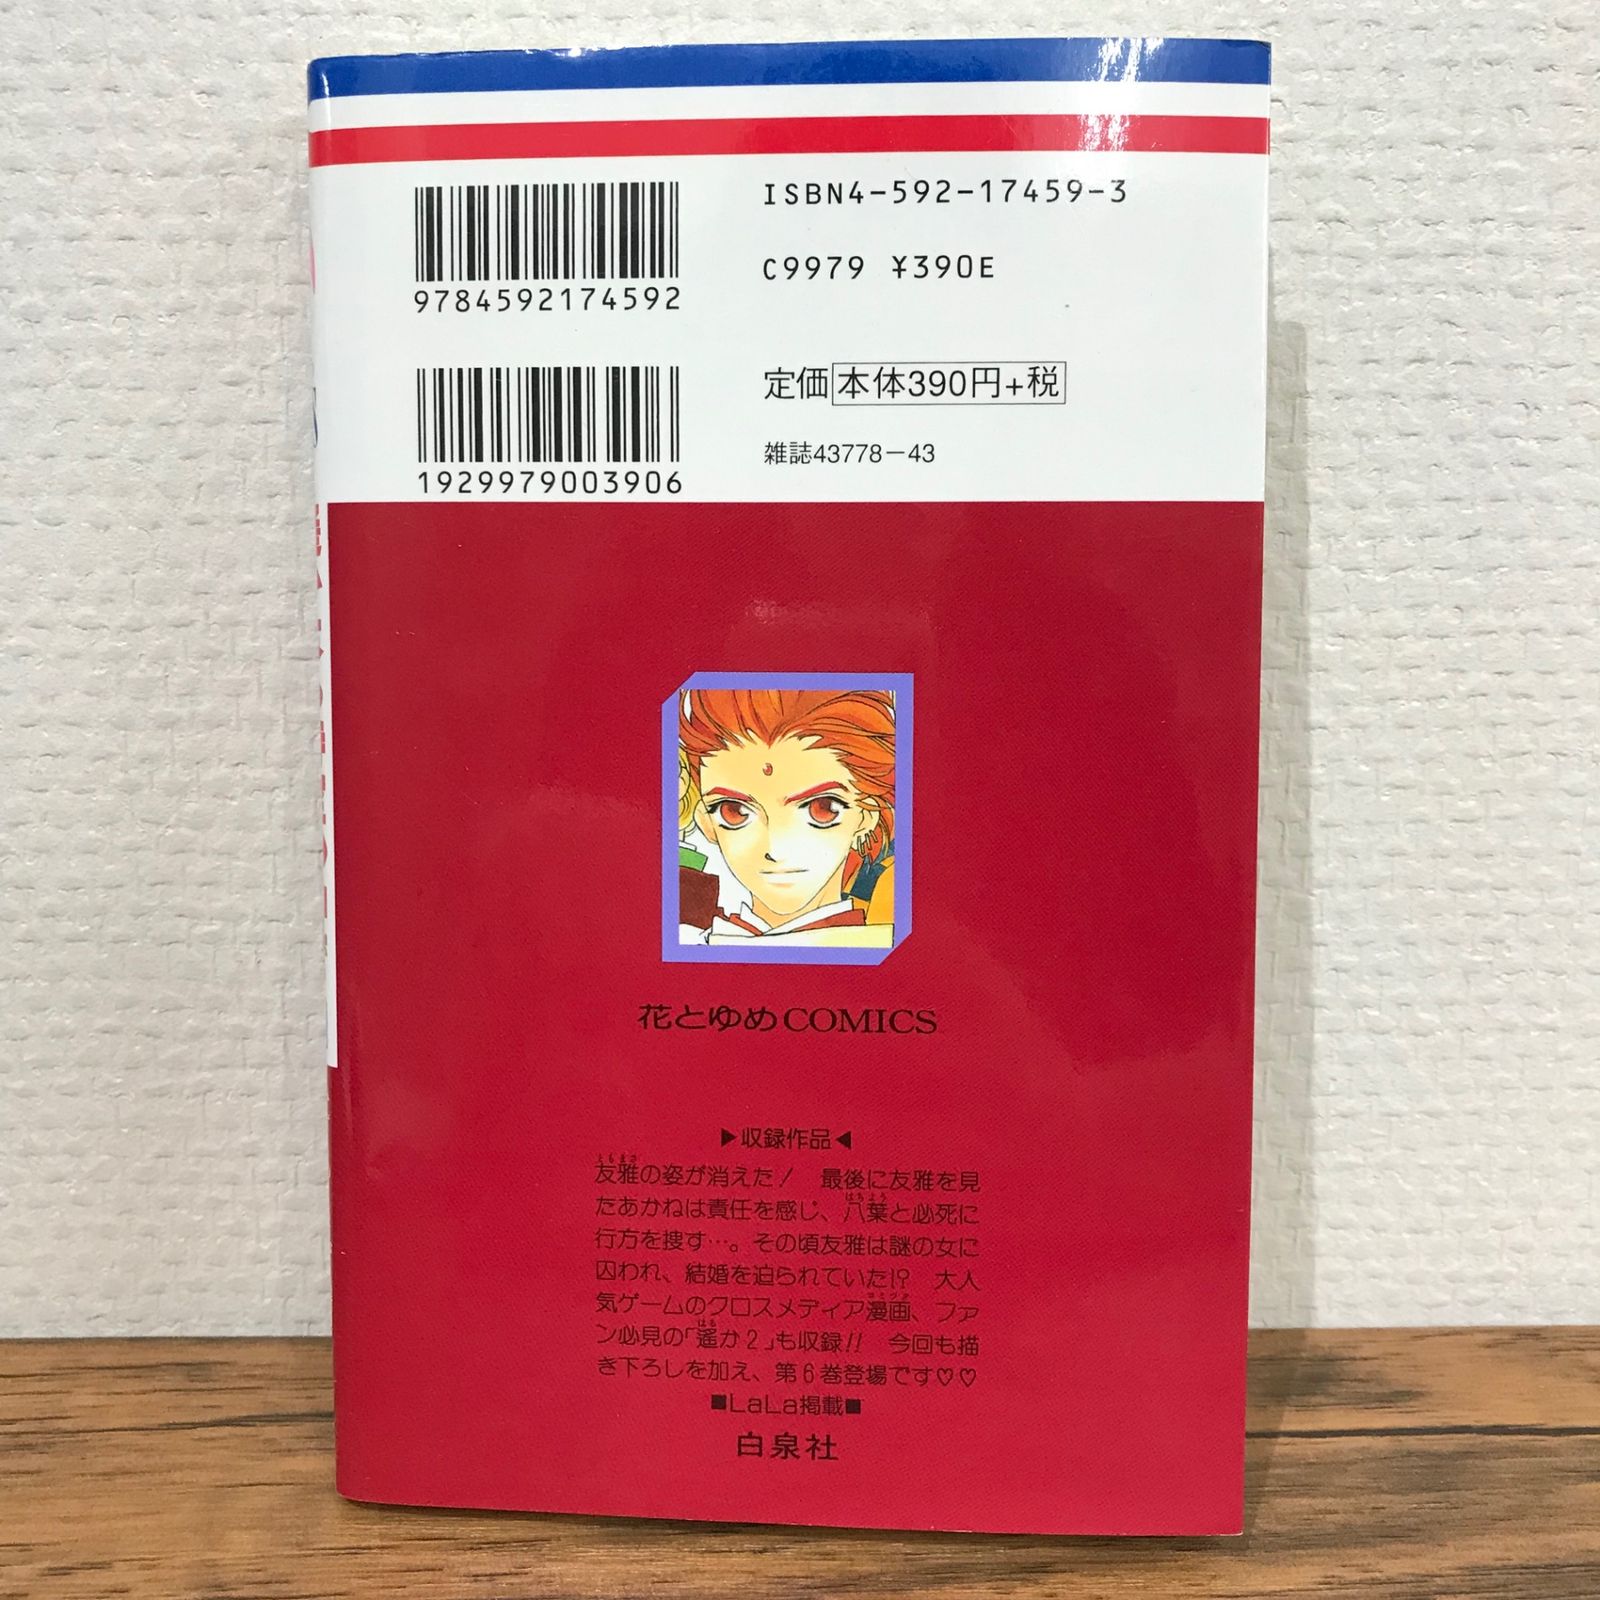 ISBN4-592-17459-3
9784592174592
C9979 ¥390E
定価本体390円+税
1929979003906
雑誌43778-43
花とゆめCOMICS
▶収録作品◀
友雅の姿が消えた! 最後に友雅を見
たあかねは責任を感じ、八葉と必死に
行方を捜す…。その頃友雅は謎の女に
囚われ、結婚を迫られていた!? 大人
気ゲームのクロスメディア漫画、ファ
ン必見の「遙か2」も収録!! 今回も描
き下ろしを加え、第6巻登場です♡♡
■LaLa掲載■
白泉社